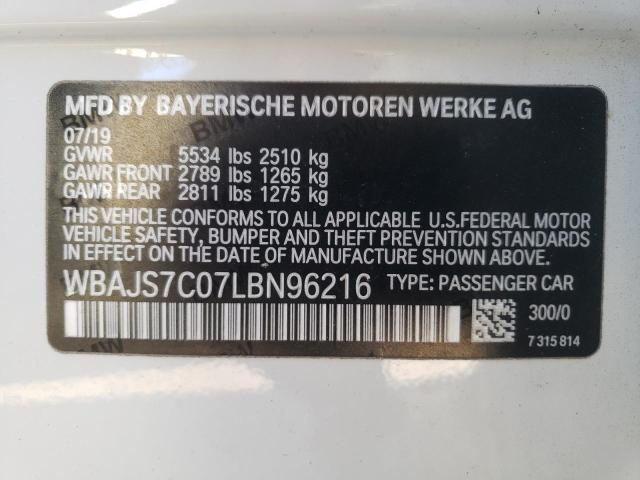 MFD BY BAYERISCHE MOTOREN WERKE AG
07/19
GVWR 5534 lbs 2510 kg
GAWR FRONT 2789 lbs 1265 kg
GAWR REAR 2811 lbs 1275 kg
THIS VEHICLE CONFORMS TO ALL APPLICABLE U.S.FEDERAL MOTOR
VEHICLE SAFETY, BUMPER AND THEFT PREVENTION STANDARDS
IN EFFECT ON THE DATE OF MANUFACTURE SHOWN ABOVE.
WBAJS7C07LBN96216 TYPE: PASSENGER CAR
300/0
7 315 814